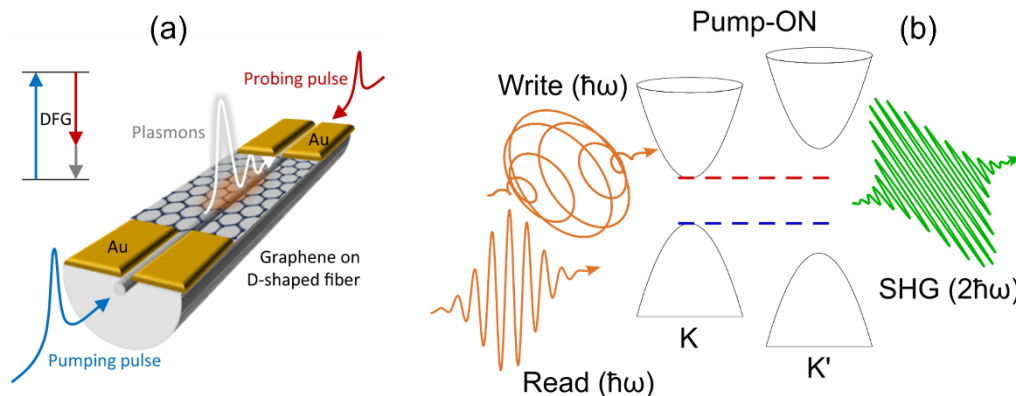 (a)
DFG
Plasmons
Probing pulse
Au
Au
Graphene on
D-shaped fiber
Pumping pulse
Pump-ON
(b)
Write (ħω)
Read (ħω)
K
K'
SHG (2ħω)